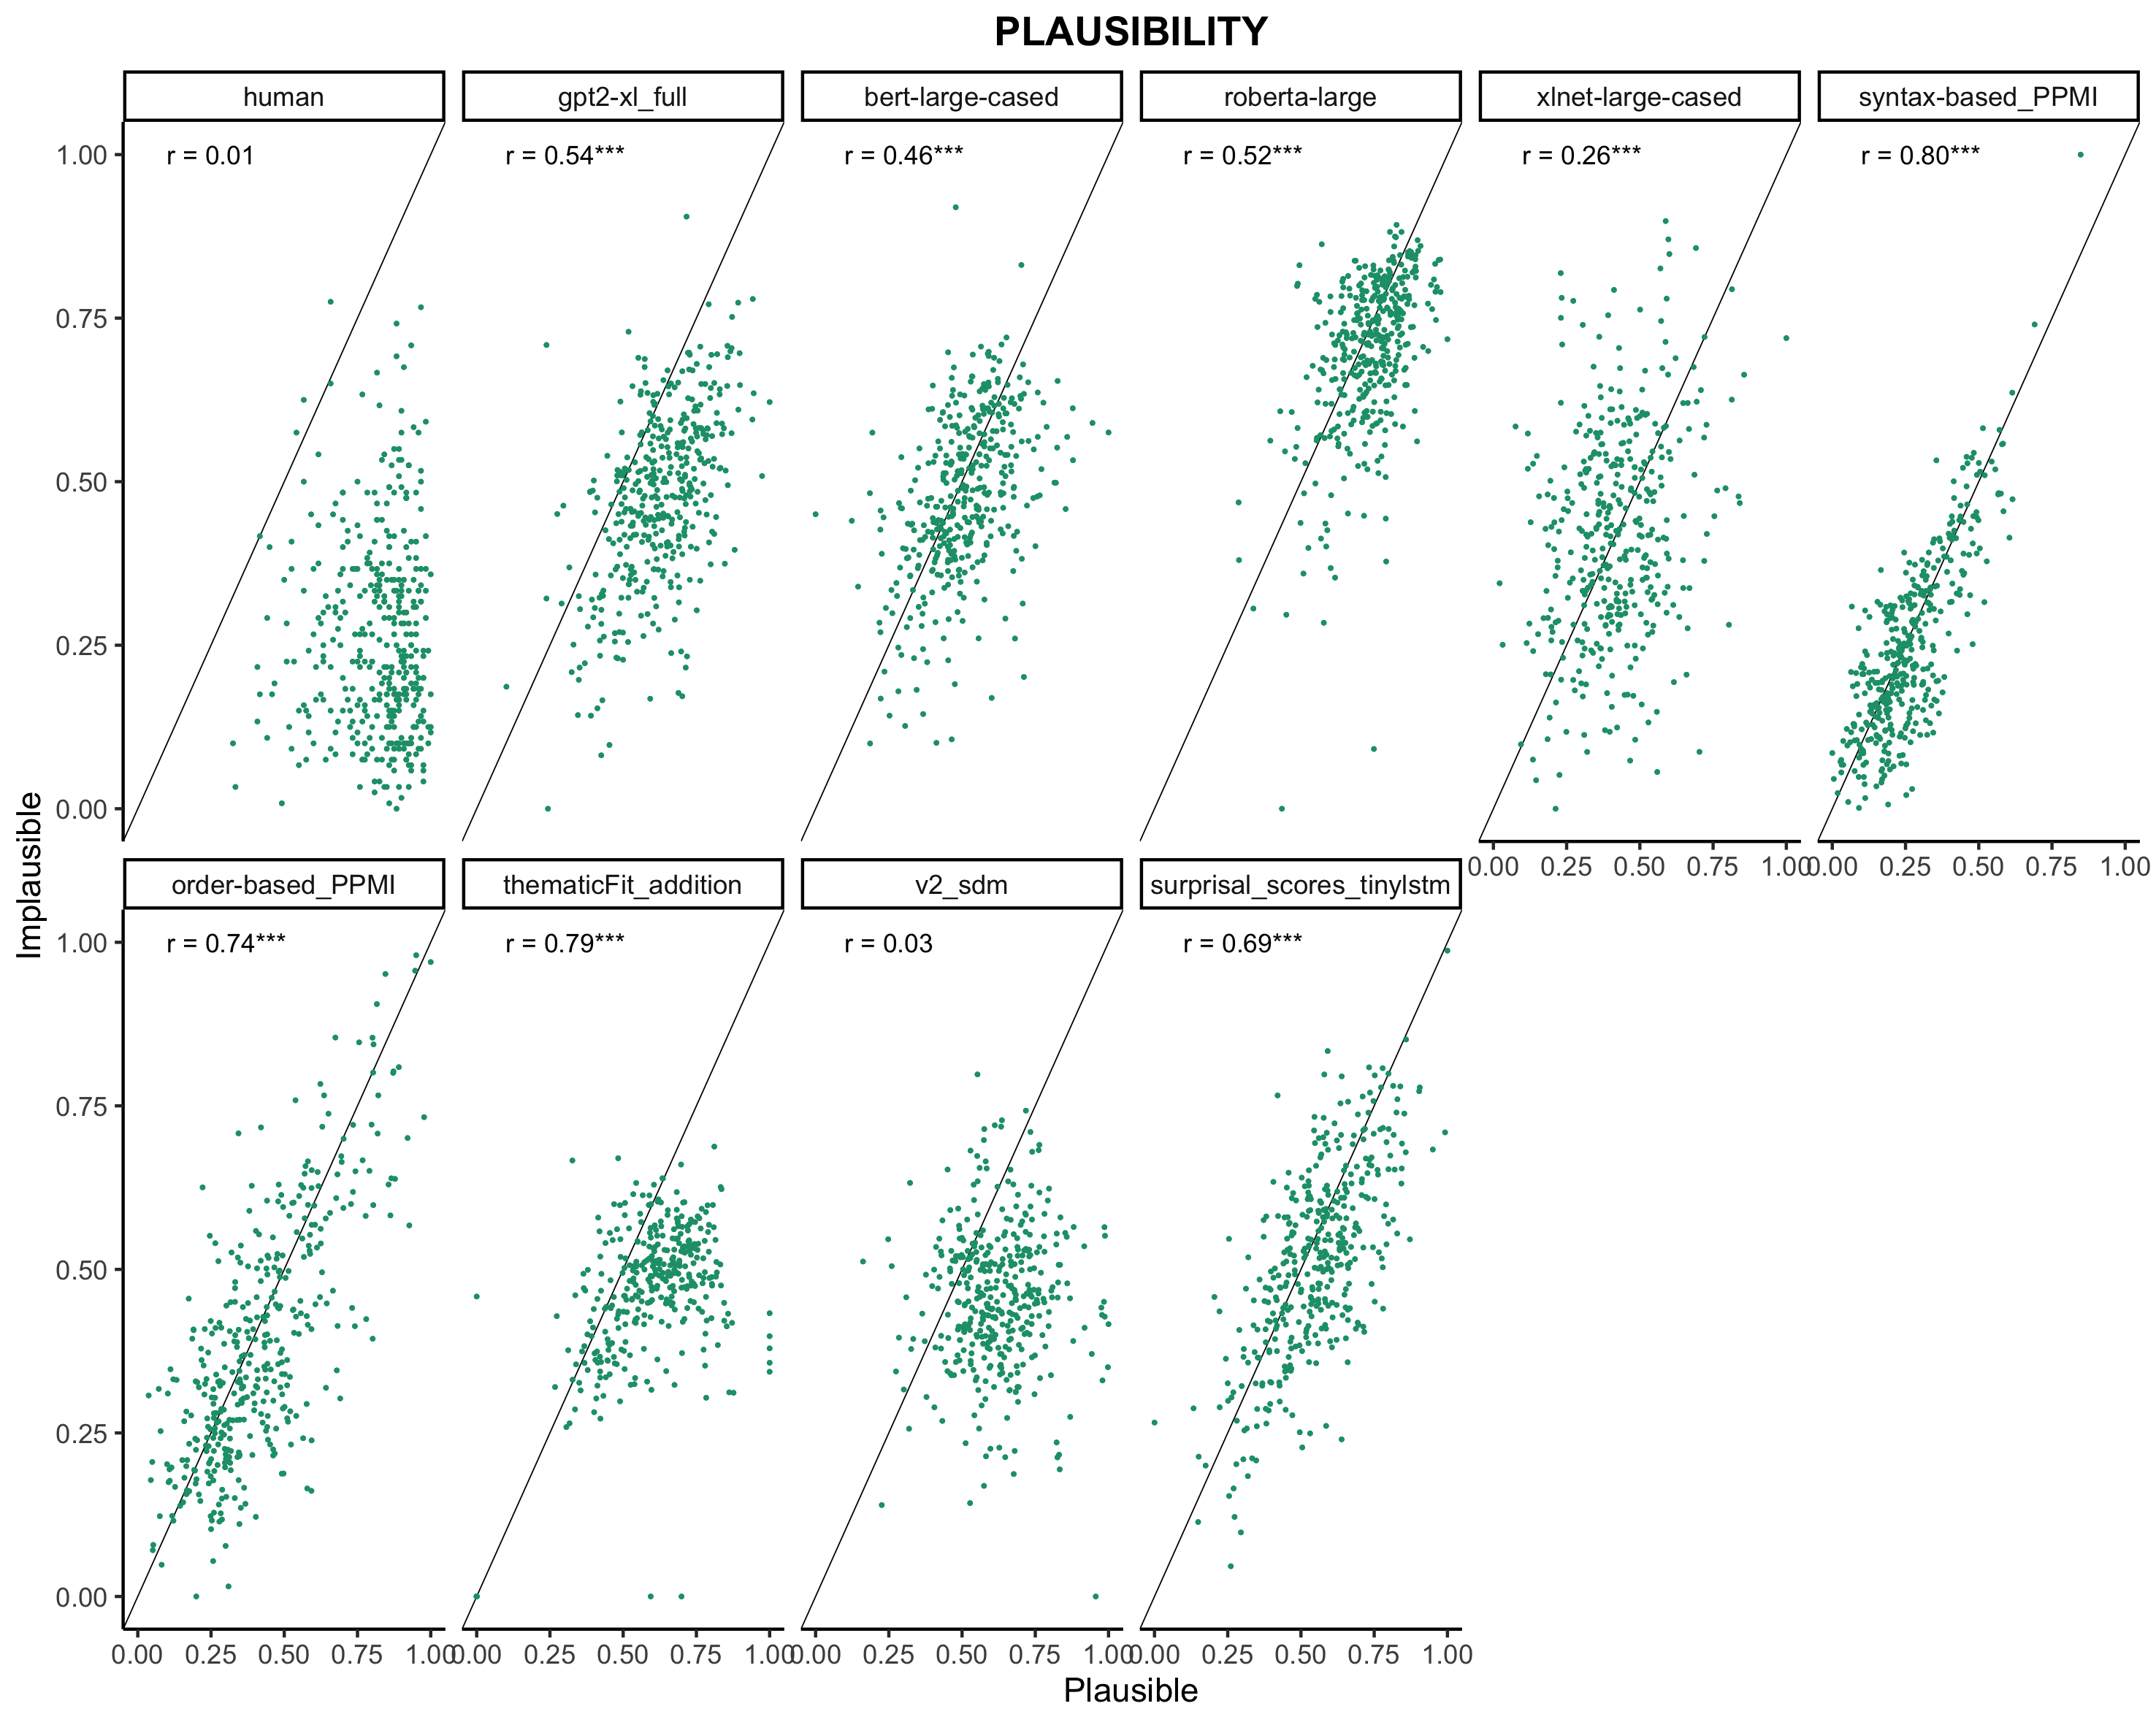 PLAUSIBILITY
human gpt2-xl_full bert-large-cased roberta-large xlnet-large-cased syntax-based_PPMI
1.00 r = 0.01 r = 0.54*** r = 0.46*** r = 0.52*** r = 0.26*** r = 0.80***
0.75
0.50
0.25
0.00
0.00 0.25 0.50 0.75 1.00 0.00 0.25 0.50 0.75 1.00
order-based_PPMI thematicFit_addition v2_sdm surprisal_scores_tinylstm
Implausible
1.00 r = 0.74*** r = 0.79*** r = 0.03 r = 0.69***
0.75
0.50
0.25
0.00
0.00 0.25 0.50 0.75 1.00 0.00 0.25 0.50 0.75 1.00 0.00 0.25 0.50 0.75 1.00 0.00 0.25 0.50 0.75 1.00
Plausible